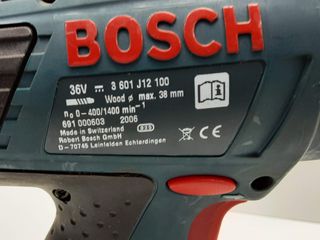 BOSCH
36V ⎓ 3 601 J12 100
Wood ⌀ max. 38 mm
n₀ 0 – 400/1400 min⁻¹
691 000603 2006
Made in Switzerland
Robert Bosch GmbH
D – 70745 Leinfelden Echterdingen
CE